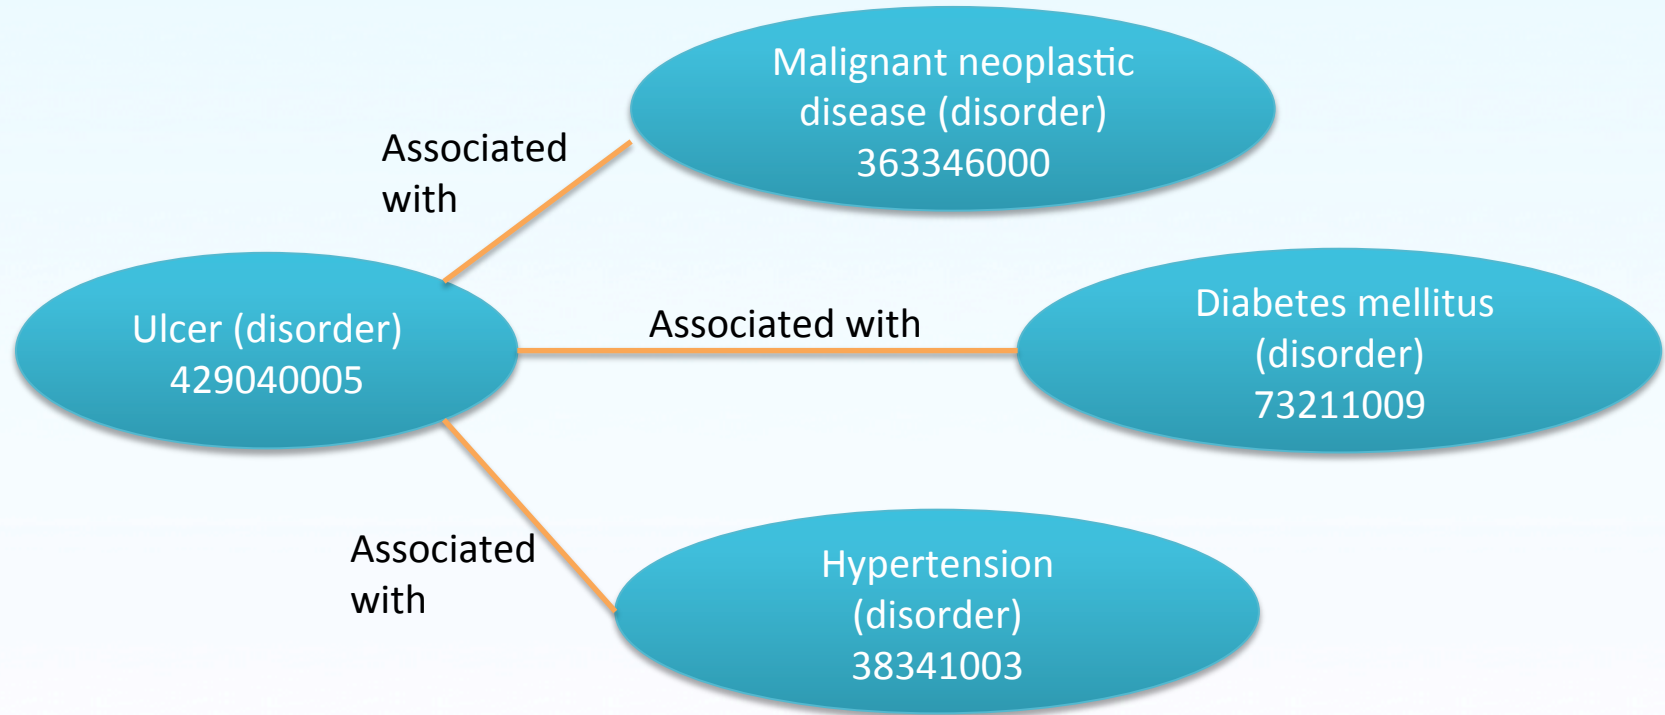 Malignant neoplastic
disease (disorder)
363346000
Associated
with
Ulcer (disorder)
429040005
Associated with
Diabetes mellitus
(disorder)
73211009
Associated
with
Hypertension
(disorder)
38341003